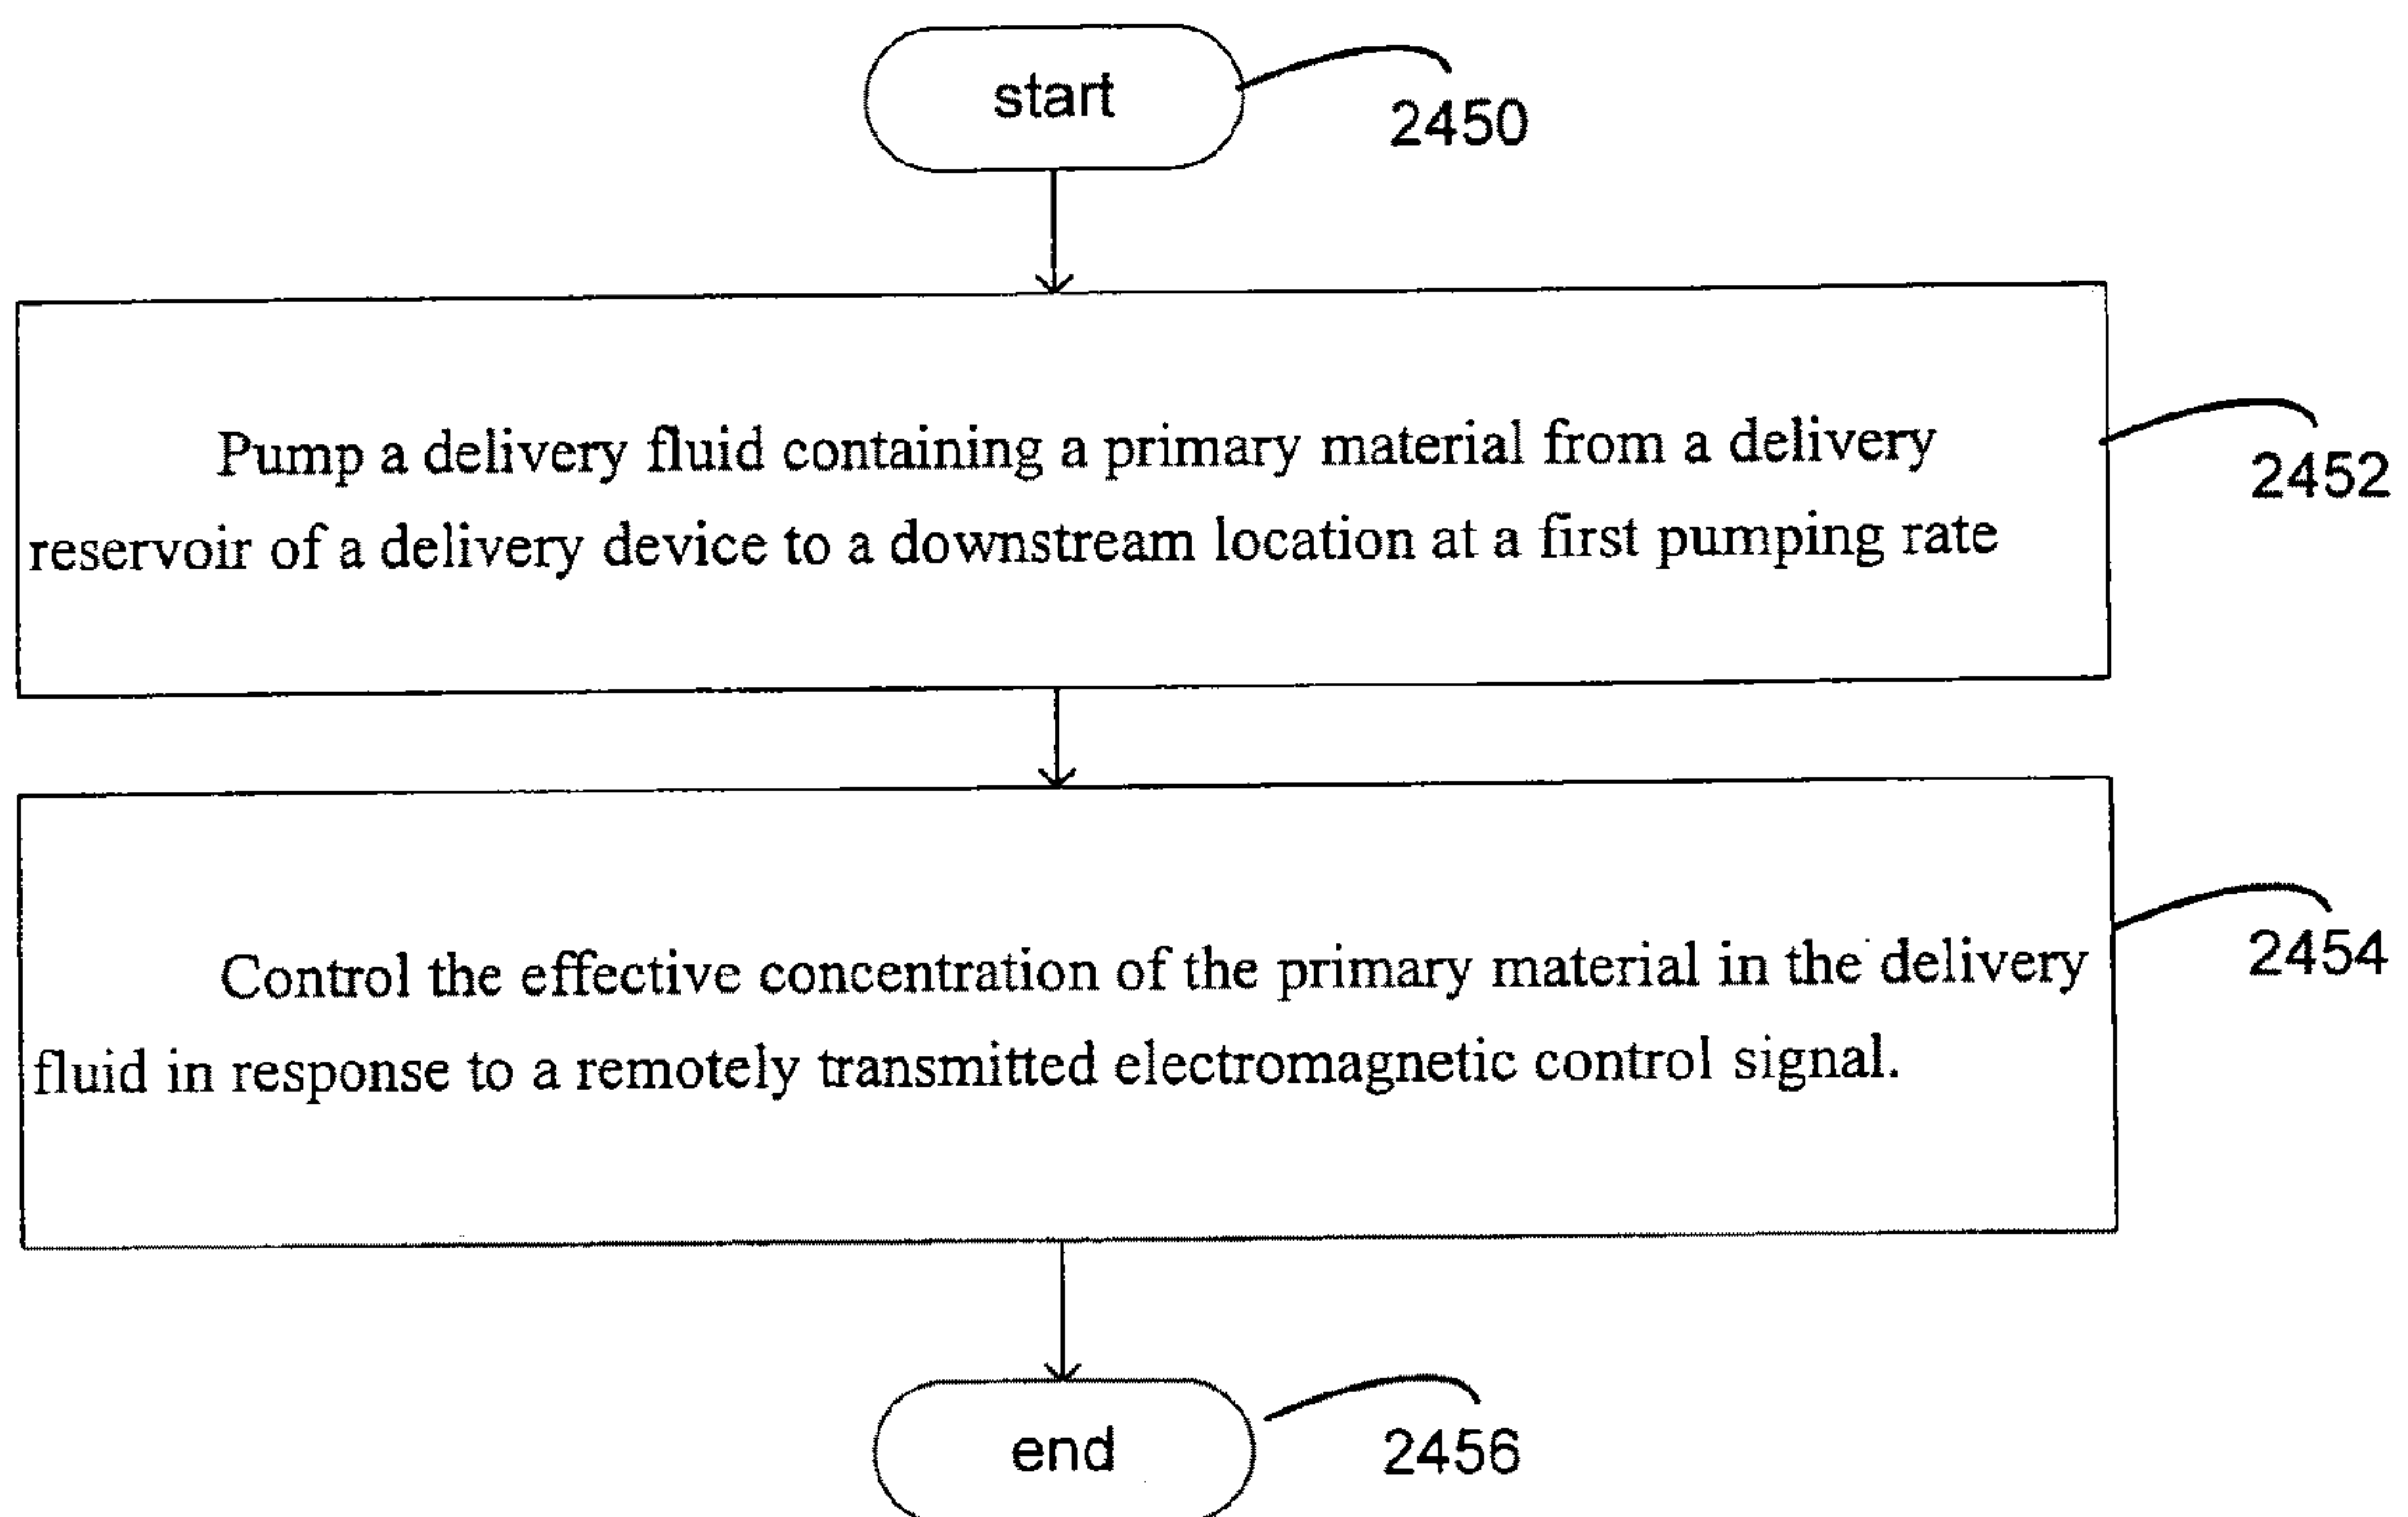 start
2450
Pump a delivery fluid containing a primary material from a delivery
reservoir of a delivery device to a downstream location at a first pumping rate
2452
Control the effective concentration of the primary material in the delivery
fluid in response to a remotely transmitted electromagnetic control signal.
2454
end
2456